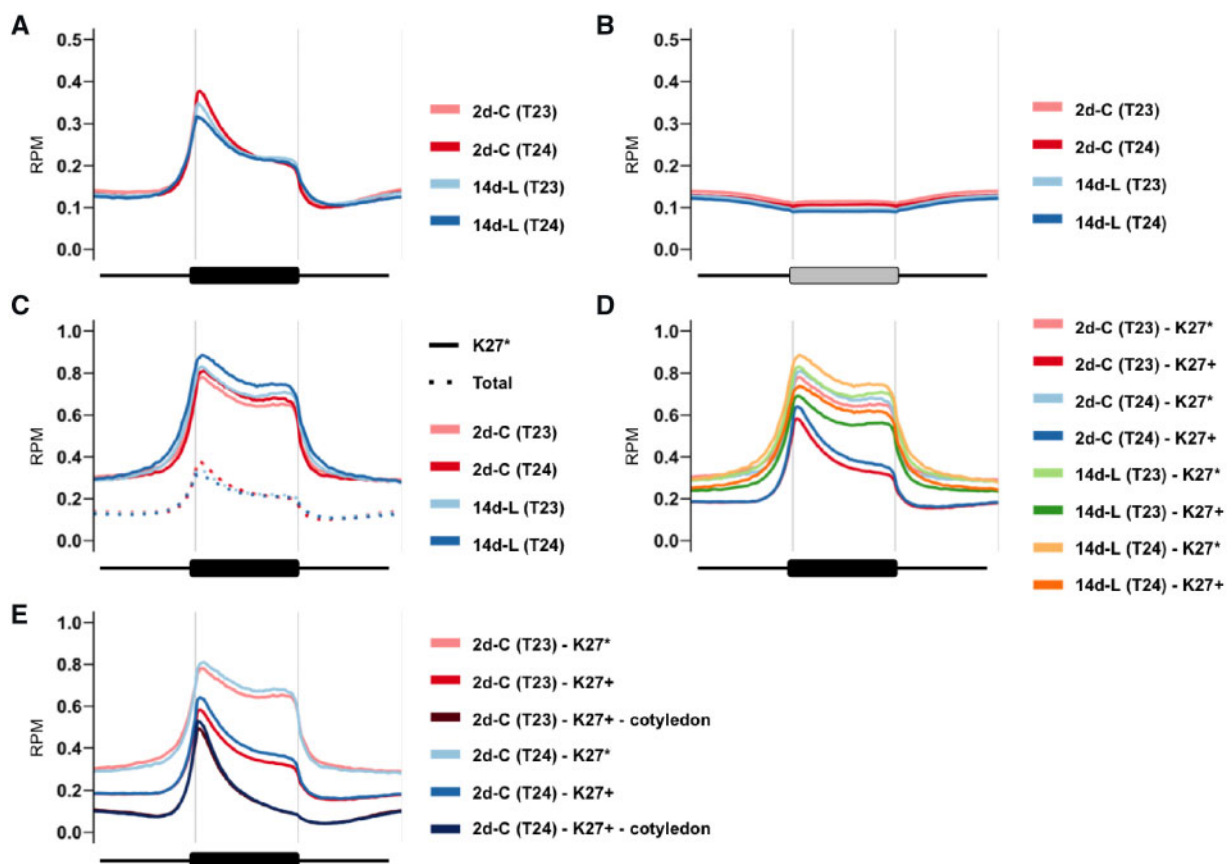 A
RPM
0.5
0.4
0.3
0.2
0.1
0.0
2d-C (T23)
2d-C (T24)
14d-L (T23)
14d-L (T24)
B
RPM
0.5
0.4
0.3
0.2
0.1
0.0
2d-C (T23)
2d-C (T24)
14d-L (T23)
14d-L (T24)
C
RPM
1.0
0.8
0.6
0.4
0.2
0.0
K27*
Total
2d-C (T23)
2d-C (T24)
14d-L (T23)
14d-L (T24)
D
RPM
1.0
0.8
0.6
0.4
0.2
0.0
2d-C (T23) - K27*
2d-C (T23) - K27+
2d-C (T24) - K27*
2d-C (T24) - K27+
14d-L (T23) - K27*
14d-L (T23) - K27+
14d-L (T24) - K27*
14d-L (T24) - K27+
E
RPM
1.0
0.8
0.6
0.4
0.2
0.0
2d-C (T23) - K27*
2d-C (T23) - K27+
2d-C (T23) - K27+ - cotyledon
2d-C (T24) - K27*
2d-C (T24) - K27+
2d-C (T24) - K27+ - cotyledon